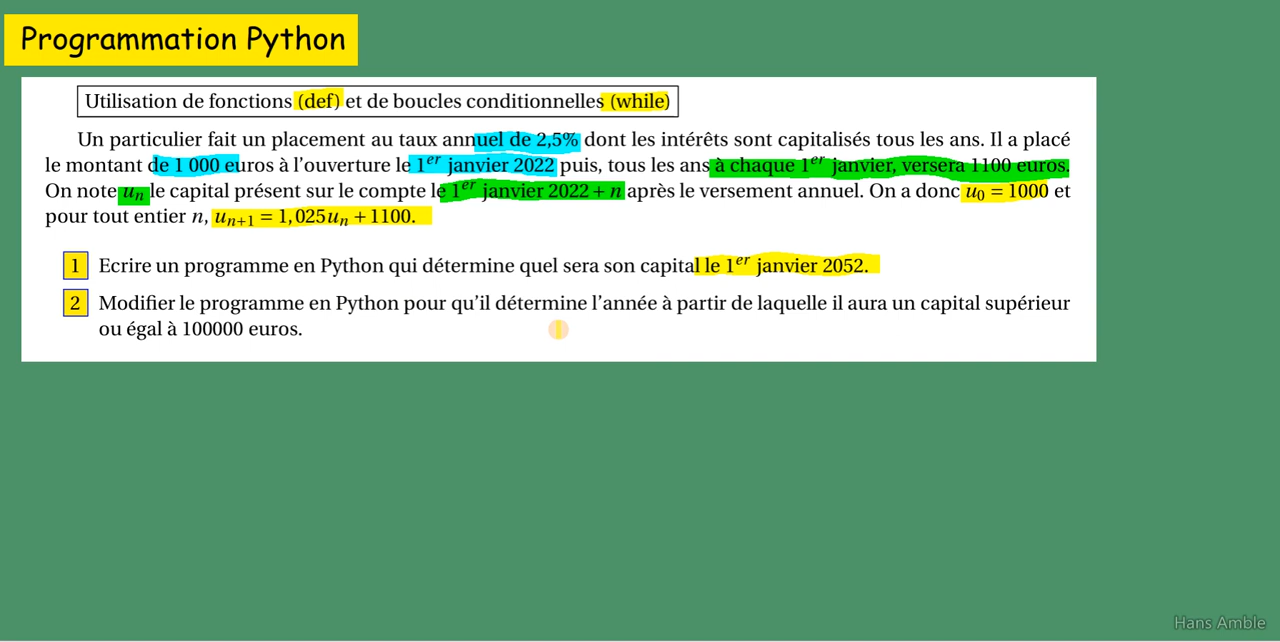 Programmation Python
Utilisation de fonctions (def) et de boucles conditionnelles (while)
Un particulier fait un placement au taux annuel de 2,5% dont les intérêts sont capitalisés tous les ans. Il a placé
le montant de 1 000 euros à l'ouverture le 1er janvier 2022 puis, tous les ans à chaque 1er janvier, versera 1100 euros.
On note un le capital présent sur le compte le 1er janvier 2022 + n après le versement annuel. On a donc u0 = 1000 et
pour tout entier n, un+1 = 1,025un + 1100.
1 Ecrire un programme en Python qui détermine quel sera son capital le 1er janvier 2052.
2 Modifier le programme en Python pour qu'il détermine l'année à partir de laquelle il aura un capital supérieur
ou égal à 100000 euros.
Hans Amble